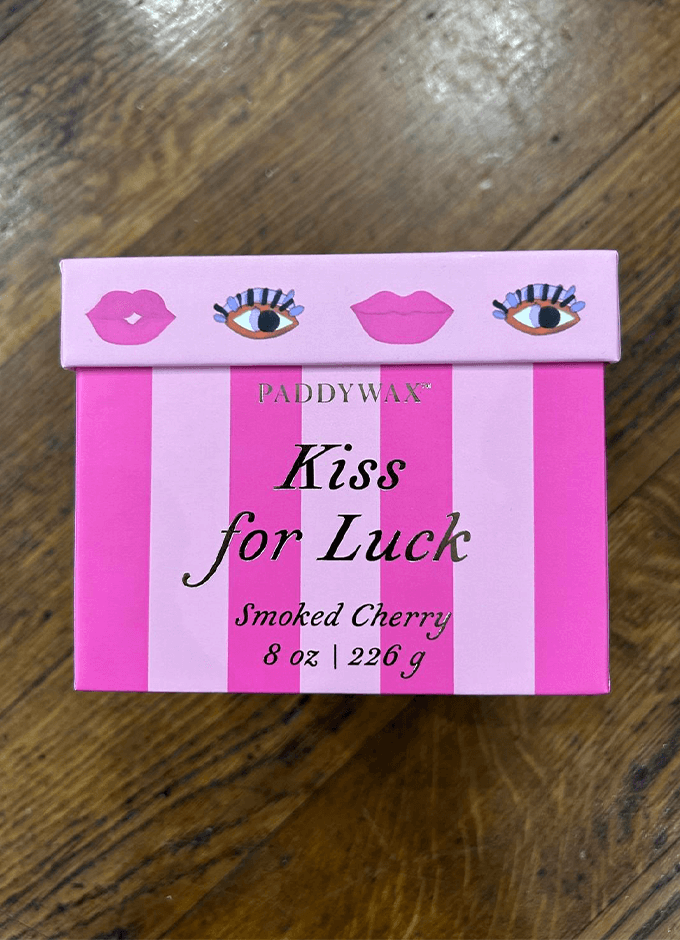 PADDYWAX™
Kiss
for Luck
Smoked Cherry
8 oz | 226 g